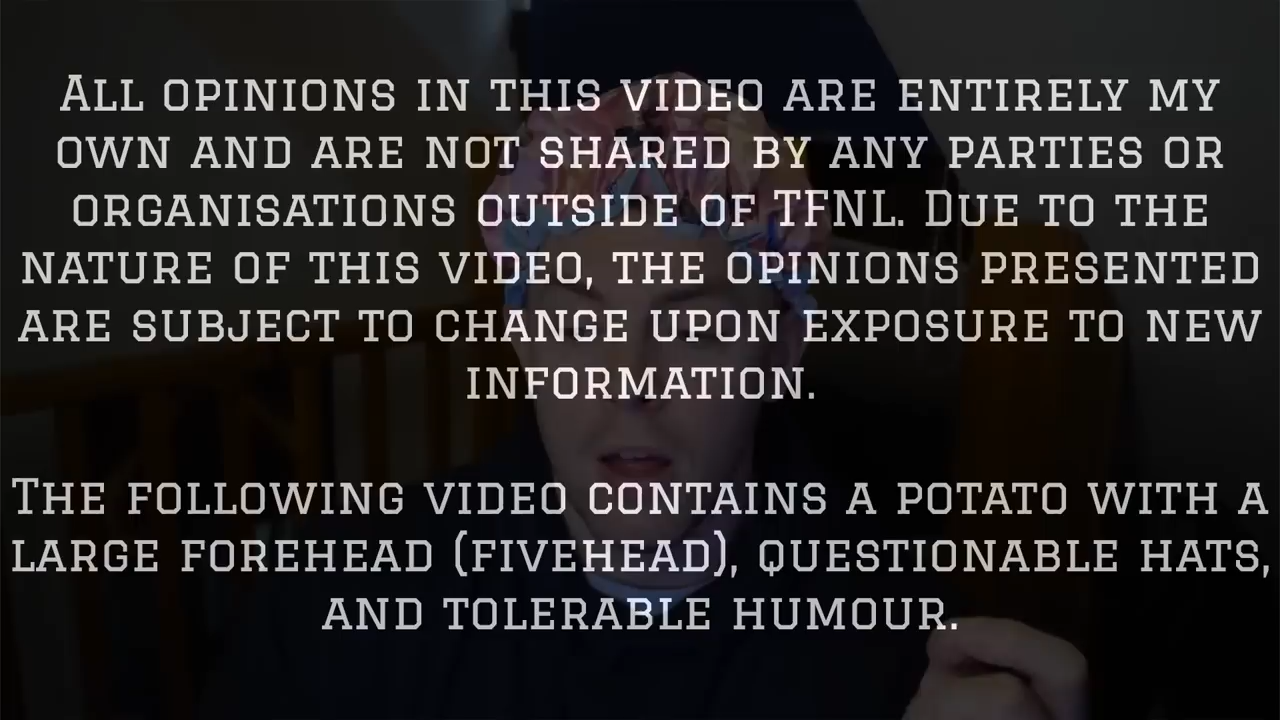 All opinions in this video are entirely my
own and are not shared by any parties or
organisations outside of TFNL. Due to the
nature of this video, the opinions presented
are subject to change upon exposure to new
information.
The following video contains a potato with a
large forehead (fivehead), questionable hats,
and tolerable humour.